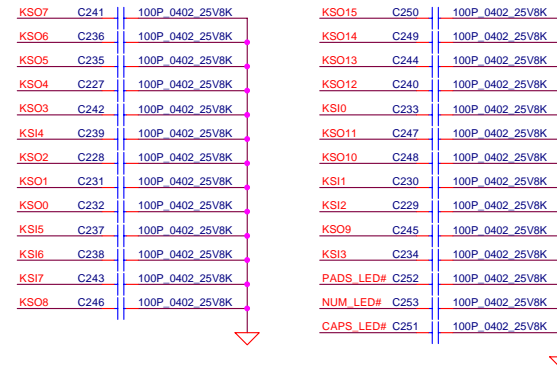 KSO7 C241 100P_0402_25V8K
KSO6 C236 100P_0402_25V8K
KSO5 C235 100P_0402_25V8K
KSO4 C227 100P_0402_25V8K
KSO3 C242 100P_0402_25V8K
KSI4 C239 100P_0402_25V8K
KSO2 C228 100P_0402_25V8K
KSO1 C231 100P_0402_25V8K
KSO0 C232 100P_0402_25V8K
KSI5 C237 100P_0402_25V8K
KSI6 C238 100P_0402_25V8K
KSI7 C243 100P_0402_25V8K
KSO8 C246 100P_0402_25V8K
KSO15 C250 100P_0402_25V8K
KSO14 C249 100P_0402_25V8K
KSO13 C244 100P_0402_25V8K
KSO12 C240 100P_0402_25V8K
KSI0 C233 100P_0402_25V8K
KSO11 C247 100P_0402_25V8K
KSO10 C248 100P_0402_25V8K
KSI1 C230 100P_0402_25V8K
KSI2 C229 100P_0402_25V8K
KSO9 C245 100P_0402_25V8K
KSI3 C234 100P_0402_25V8K
PADS_LED# C252 100P_0402_25V8K
NUM_LED# C253 100P_0402_25V8K
CAPS_LED# C251 100P_0402_25V8K